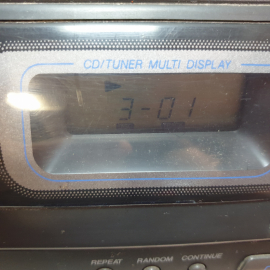 CD/TUNER MULTI DISPLAY
3-01
REPEAT RANDOM CONTINUE